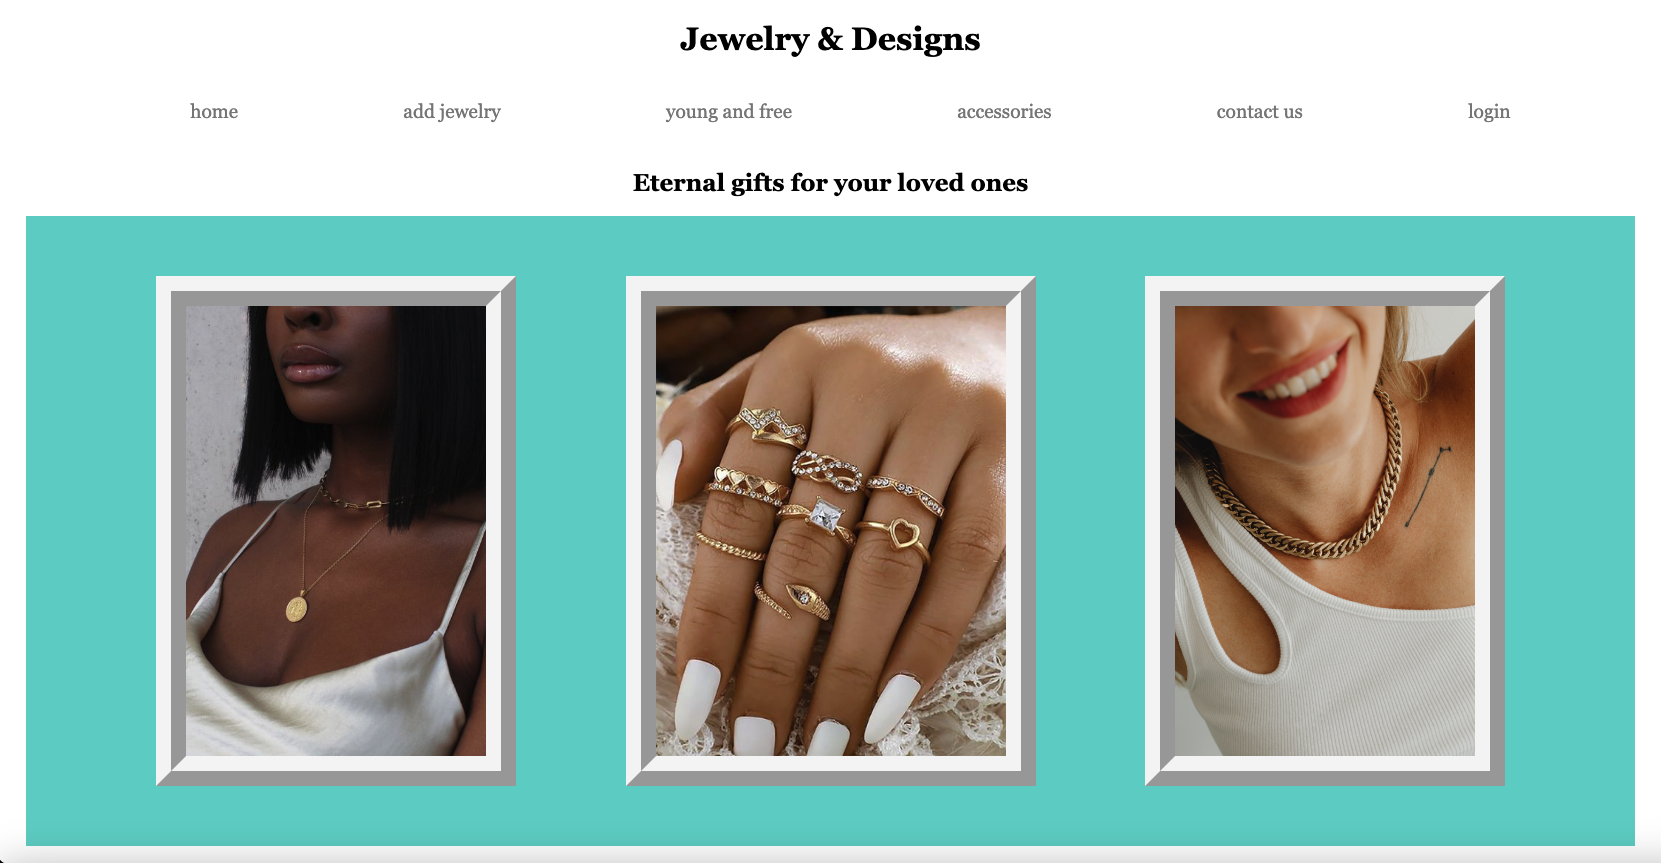 Jewelry & Designs
home add jewelry young and free accessories contact us login
Eternal gifts for your loved ones